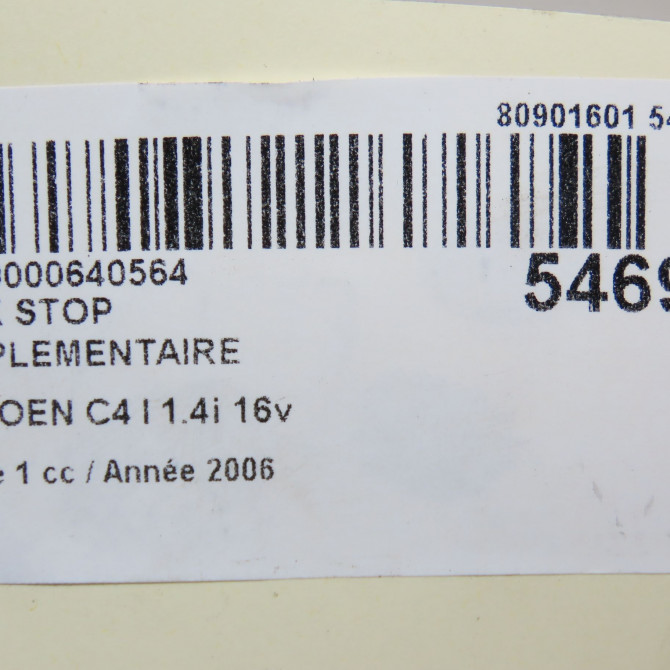 80901601 54
000640564
STOP
PLEMENTAIRE
OEN C4 I 1.4i 16v
5469
e 1 cc / Année 2006